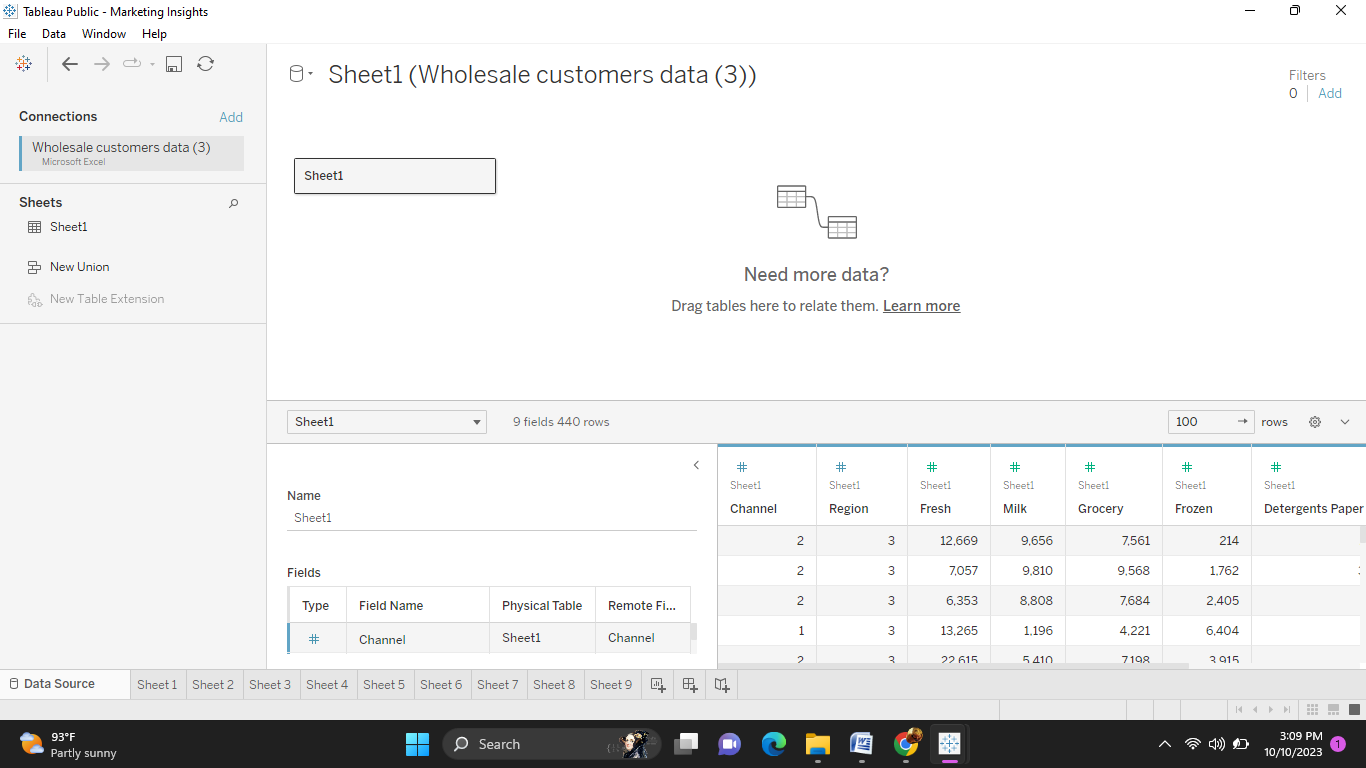 Tableau Public - Marketing Insights
File Data Window Help
Connections Add
Wholesale customers data (3)
Microsoft Excel
Sheets
Sheet1
New Union
New Table Extension
Sheet1 (Wholesale customers data (3))
Filters
0 Add
Sheet1
Need more data?
Drag tables here to relate them. Learn more
Sheet1 9 fields 440 rows 100 rows
Name
Sheet1
Fields
Type Field Name Physical Table Remote Fi...
# Channel Sheet1 Channel
# # # # # # #
Sheet1 Sheet1 Sheet1 Sheet1 Sheet1 Sheet1 Sheet1
Channel Region Fresh Milk Grocery Frozen Detergents Paper
2 3 12,669 9,656 7,561 214
2 3 7,057 9,810 9,568 1,762
2 3 6,353 8,808 7,684 2,405
1 3 13,265 1,196 4,221 6,404
2 3 22,615 5,410 7,198 3,915
Data Source Sheet 1 Sheet 2 Sheet 3 Sheet 4 Sheet 5 Sheet 6 Sheet 7 Sheet 8 Sheet 9
93°F
Partly sunny
Search
3:09 PM
10/10/2023
1